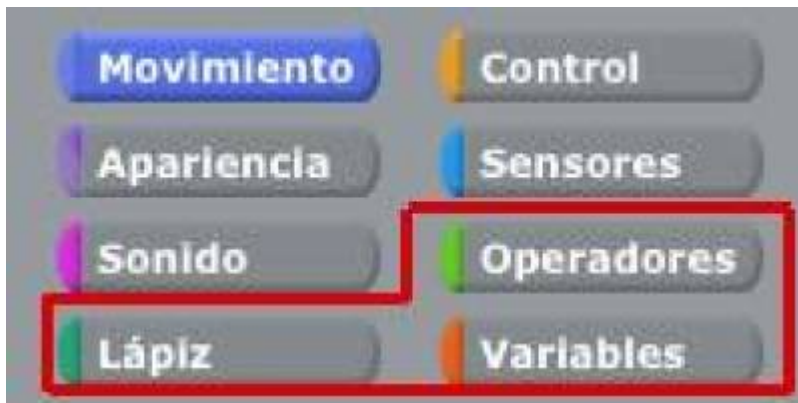 Movimiento Control
Apariencia Sensores
Sonido Operadores
Lápiz Variables